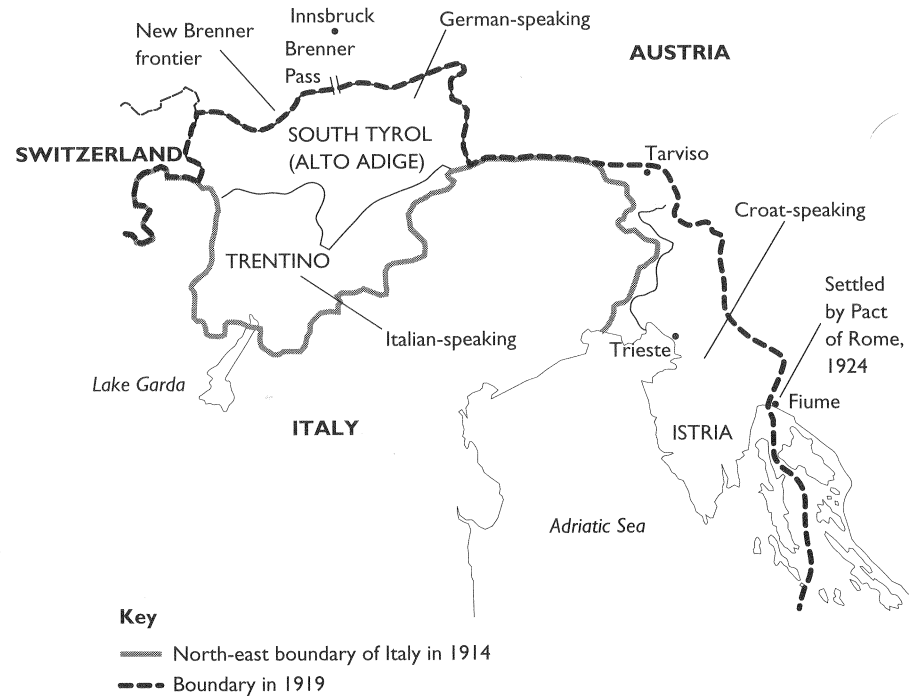 New Brenner
frontier
Innsbruck
Brenner
Pass
German-speaking
AUSTRIA
SWITZERLAND
SOUTH TYROL
(ALTO ADIGE)
Tarviso
Croat-speaking
TRENTINO
Settled
by Pact
of Rome,
1924
Italian-speaking
Trieste
Lake Garda
Fiume
ITALY
ISTRIA
Adriatic Sea
Key
North-east boundary of Italy in 1914
Boundary in 1919